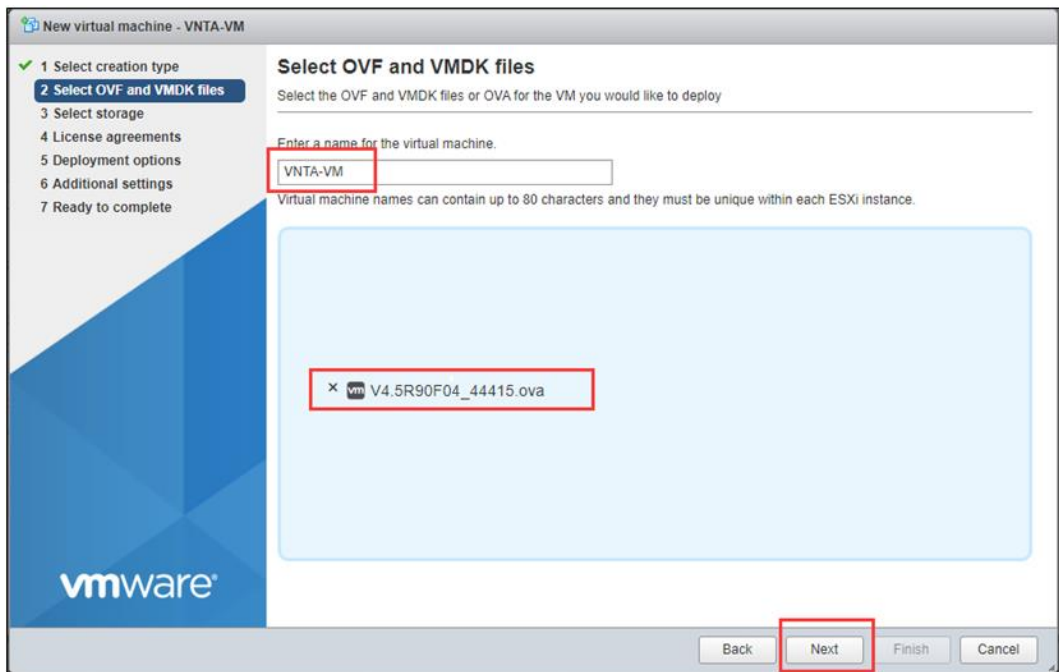 New virtual machine - VNTA-VM
1 Select creation type
2 Select OVF and VMDK files
3 Select storage
4 License agreements
5 Deployment options
6 Additional settings
7 Ready to complete
Select OVF and VMDK files
Select the OVF and VMDK files or OVA for the VM you would like to deploy
Enter a name for the virtual machine.
VNTA-VM
Virtual machine names can contain up to 80 characters and they must be unique within each ESXi instance.
× vm V4.5R90F04_44415.ova
vmware®
Back Next Finish Cancel